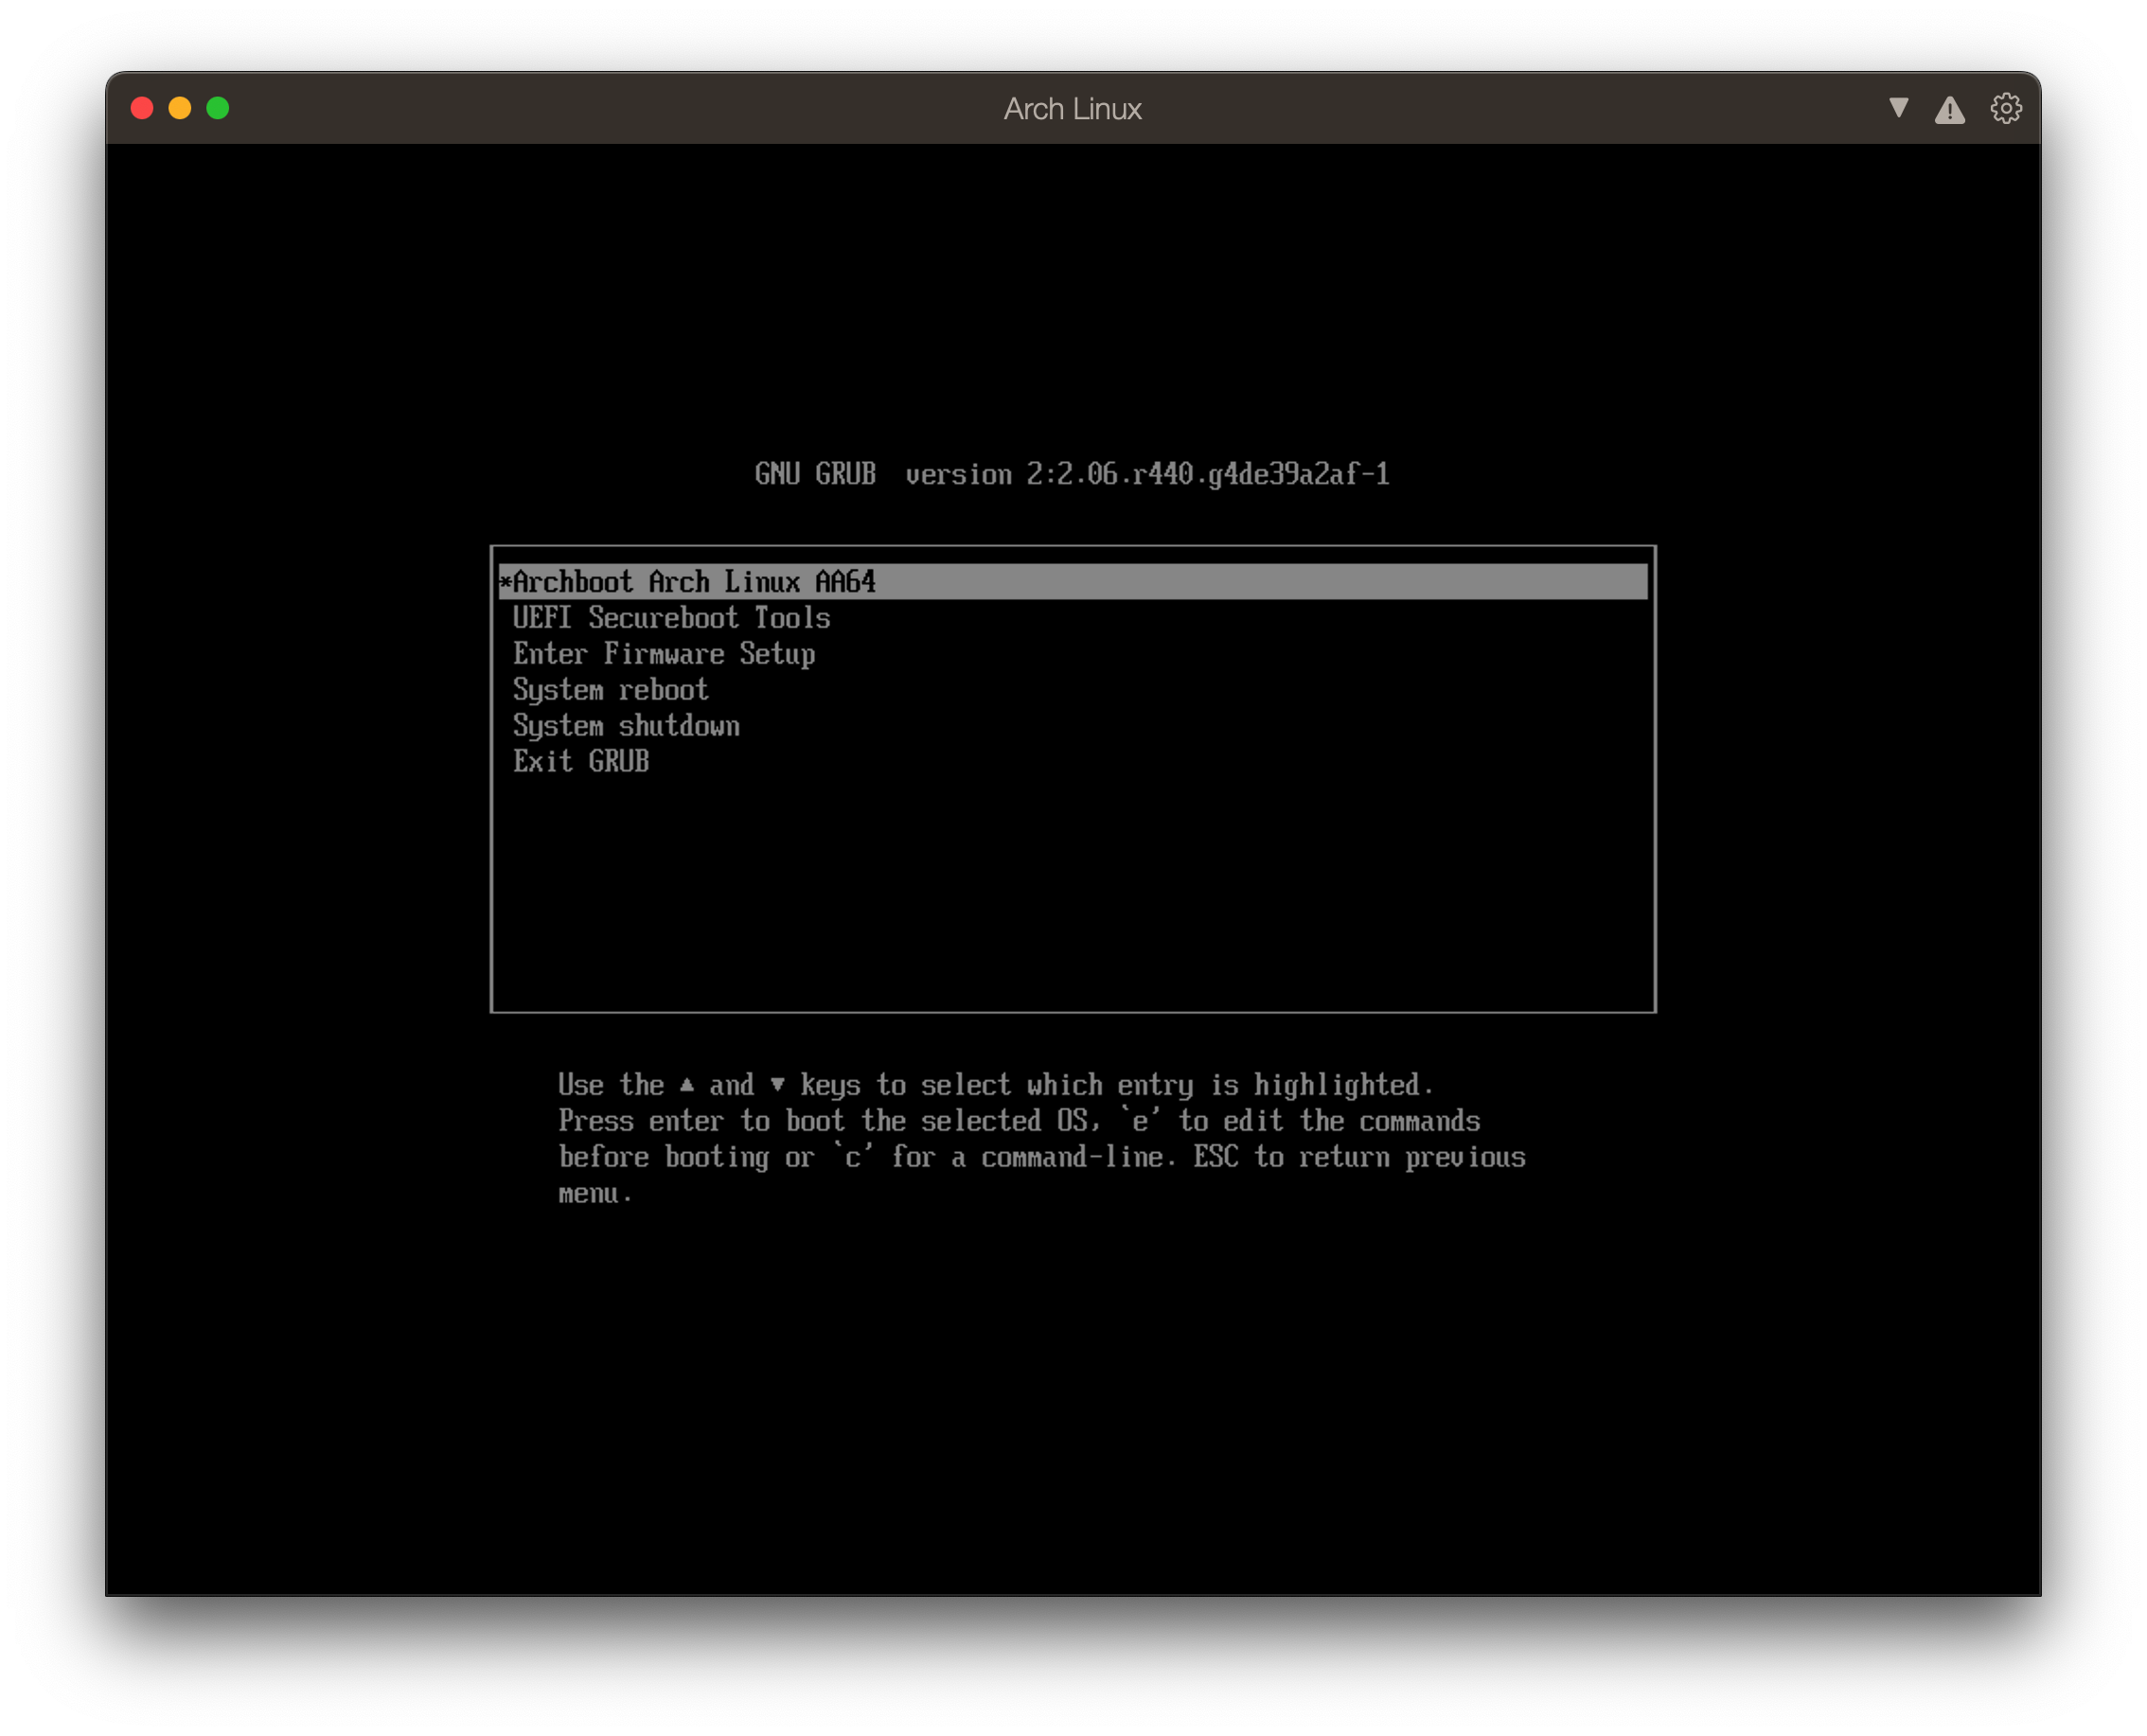 Arch Linux
GNU GRUB  version 2:2.06.r440.g4de39a2af-1
*Archboot Arch Linux AA64
UEFI Secureboot Tools
Enter Firmware Setup
System reboot
System shutdown
Exit GRUB
Use the ▲ and ▼ keys to select which entry is highlighted.
Press enter to boot the selected OS, `e' to edit the commands
before booting or `c' for a command-line. ESC to return previous
menu.